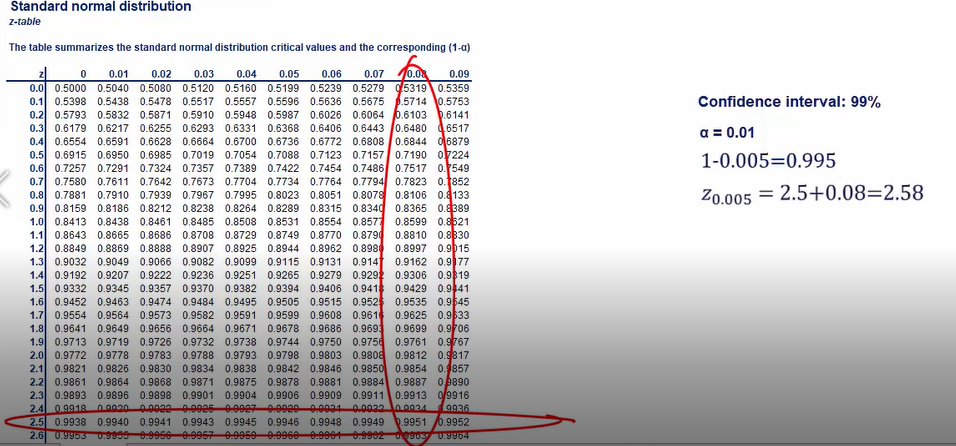 Standard normal distribution
z-table
The table summarizes the standard normal distribution critical values and the corresponding (1-α)
z 0 0.01 0.02 0.03 0.04 0.05 0.06 0.07 0.08 0.09
0.0 0.5000 0.5040 0.5080 0.5120 0.5160 0.5199 0.5239 0.5279 0.5319 0.5359
0.1 0.5398 0.5438 0.5478 0.5517 0.5557 0.5596 0.5636 0.5675 0.5714 0.5753
0.2 0.5793 0.5832 0.5871 0.5910 0.5948 0.5987 0.6026 0.6064 0.6103 0.6141
0.3 0.6179 0.6217 0.6255 0.6293 0.6331 0.6368 0.6406 0.6443 0.6480 0.6517
0.4 0.6554 0.6591 0.6628 0.6664 0.6700 0.6736 0.6772 0.6808 0.6844 0.6879
0.5 0.6915 0.6950 0.6985 0.7019 0.7054 0.7088 0.7123 0.7157 0.7190 0.7224
0.6 0.7257 0.7291 0.7324 0.7357 0.7389 0.7422 0.7454 0.7486 0.7517 0.7549
0.7 0.7580 0.7611 0.7642 0.7673 0.7704 0.7734 0.7764 0.7794 0.7823 0.7852
0.8 0.7881 0.7910 0.7939 0.7967 0.7995 0.8023 0.8051 0.8078 0.8106 0.8133
0.9 0.8159 0.8186 0.8212 0.8238 0.8264 0.8289 0.8315 0.8340 0.8365 0.8389
1.0 0.8413 0.8438 0.8461 0.8485 0.8508 0.8531 0.8554 0.8577 0.8599 0.8621
1.1 0.8643 0.8665 0.8686 0.8708 0.8729 0.8749 0.8770 0.8790 0.8810 0.8830
1.2 0.8849 0.8869 0.8888 0.8907 0.8925 0.8944 0.8962 0.8980 0.8997 0.9015
1.3 0.9032 0.9049 0.9066 0.9082 0.9099 0.9115 0.9131 0.9147 0.9162 0.9177
1.4 0.9192 0.9207 0.9222 0.9236 0.9251 0.9265 0.9279 0.9292 0.9306 0.9319
1.5 0.9332 0.9345 0.9357 0.9370 0.9382 0.9394 0.9406 0.9418 0.9429 0.9441
1.6 0.9452 0.9463 0.9474 0.9484 0.9495 0.9505 0.9515 0.9525 0.9535 0.9545
1.7 0.9554 0.9564 0.9573 0.9582 0.9591 0.9599 0.9608 0.9616 0.9625 0.9633
1.8 0.9641 0.9649 0.9656 0.9664 0.9671 0.9678 0.9686 0.9693 0.9699 0.9706
1.9 0.9713 0.9719 0.9726 0.9732 0.9738 0.9744 0.9750 0.9756 0.9761 0.9767
2.0 0.9772 0.9778 0.9783 0.9788 0.9793 0.9798 0.9803 0.9808 0.9812 0.9817
2.1 0.9821 0.9826 0.9830 0.9834 0.9838 0.9842 0.9846 0.9850 0.9854 0.9857
2.2 0.9861 0.9864 0.9868 0.9871 0.9875 0.9878 0.9881 0.9884 0.9887 0.9890
2.3 0.9893 0.9896 0.9898 0.9901 0.9904 0.9906 0.9909 0.9911 0.9913 0.9916
2.4 0.9918 0.9920 0.9922 0.9925 0.9927 0.9929 0.9931 0.9932 0.9934 0.9936
2.5 0.9938 0.9940 0.9941 0.9943 0.9945 0.9946 0.9948 0.9949 0.9951 0.9952
2.6 0.9953 0.9955 0.9956 0.9957 0.9959 0.9960 0.9961 0.9962 0.9963 0.9964
Confidence interval: 99%
α = 0.01
1-0.005=0.995
z0.005 = 2.5+0.08=2.58